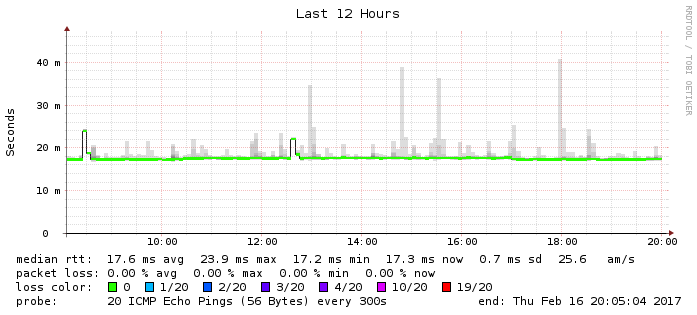 Last 12 Hours
RRDTOOL / TOBI OETIKER
Seconds
40 m
30 m
20 m
10 m
0
10:00 12:00 14:00 16:00 18:00 20:00
median rtt: 17.6 ms avg 23.9 ms max 17.2 ms min 17.3 ms now 0.7 ms sd 25.6 am/s
packet loss: 0.00 % avg 0.00 % max 0.00 % min 0.00 % now
loss color: 0 1/20 2/20 3/20 4/20 10/20 19/20
probe: 20 ICMP Echo Pings (56 Bytes) every 300s end: Thu Feb 16 20:05:04 2017